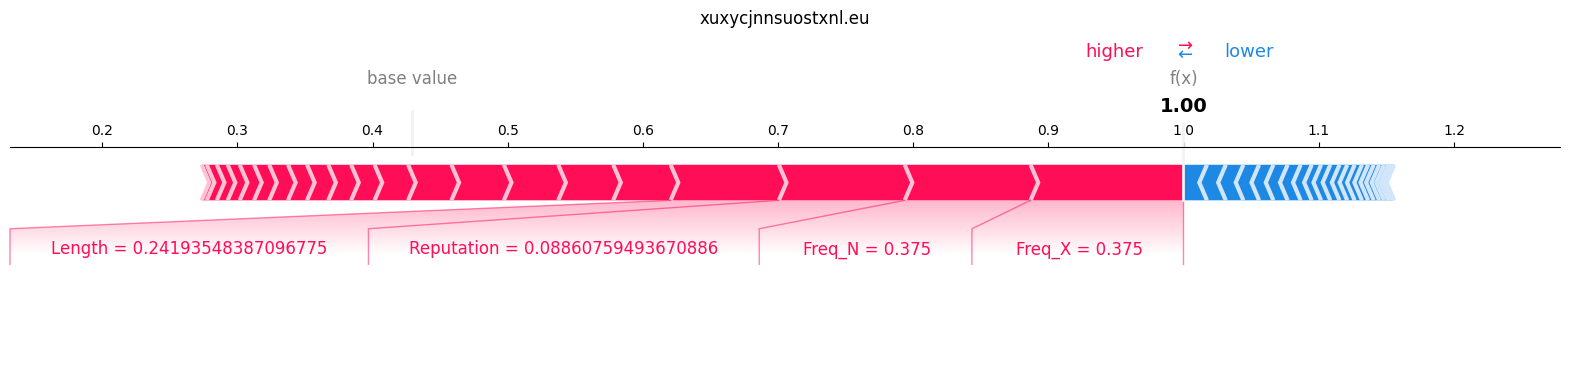 xuxycjnnsuostxnl.eu
higher ⇄ lower
base value f(x)
1.00
0.2 0.3 0.4 0.5 0.6 0.7 0.8 0.9 1.0 1.1 1.2
Length = 0.24193548387096775 Reputation = 0.08860759493670886 Freq_N = 0.375 Freq_X = 0.375